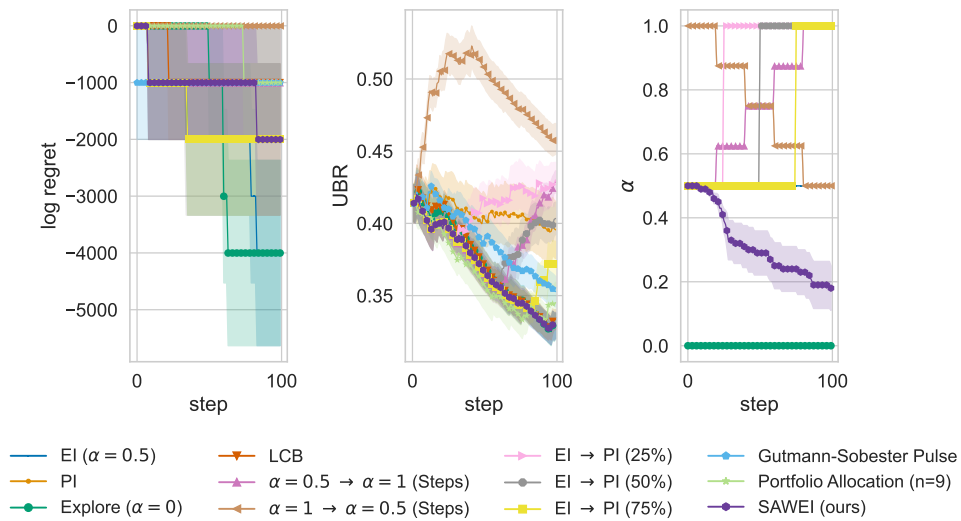 0
−1000
−2000
−3000
−4000
−5000
log regret
0
100
step
0.50
0.45
0.40
0.35
UBR
0
100
step
1.0
0.8
0.6
0.4
0.2
0.0
α
0
100
step
EI (α = 0.5)
PI
Explore (α = 0)
LCB
α = 0.5 → α = 1 (Steps)
α = 1 → α = 0.5 (Steps)
EI → PI (25%)
EI → PI (50%)
EI → PI (75%)
Gutmann-Sobester Pulse
Portfolio Allocation (n=9)
SAWEI (ours)